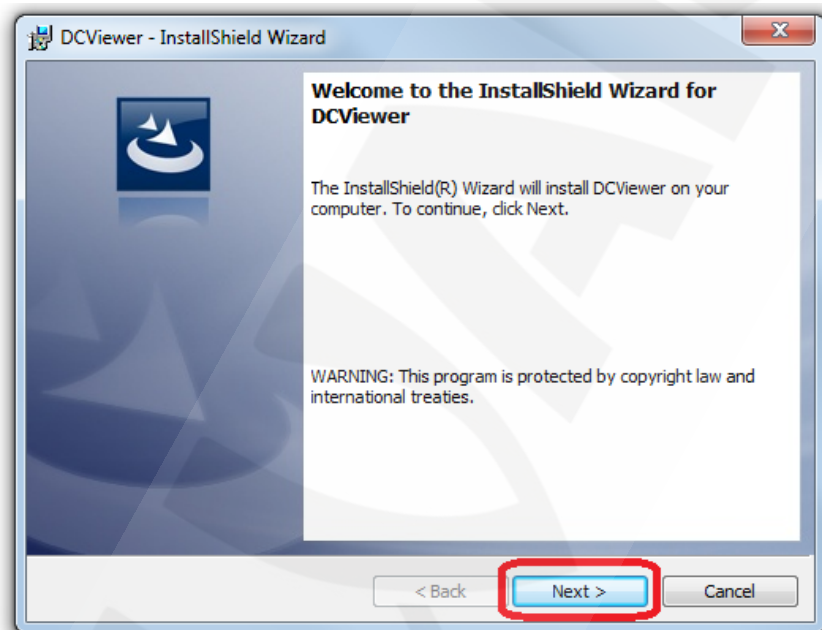 DCViewer - InstallShield Wizard
Welcome to the InstallShield Wizard for
DCViewer
The InstallShield(R) Wizard will install DCViewer on your
computer. To continue, click Next.
WARNING: This program is protected by copyright law and
international treaties.
< Back
Next >
Cancel